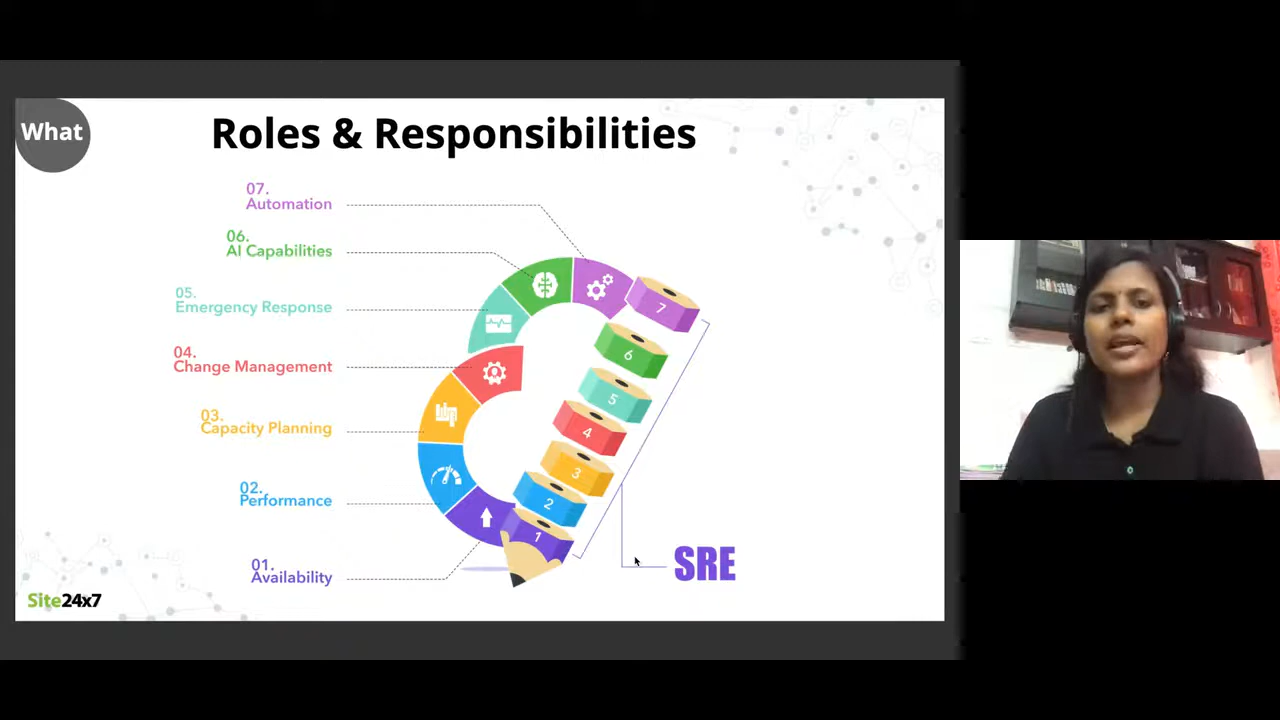 What
Roles & Responsibilities
07.
Automation
06.
AI Capabilities
05.
Emergency Response
04.
Change Management
03.
Capacity Planning
02.
Performance
01.
Availability
7
6
5
4
3
2
1
SRE
Site24x7